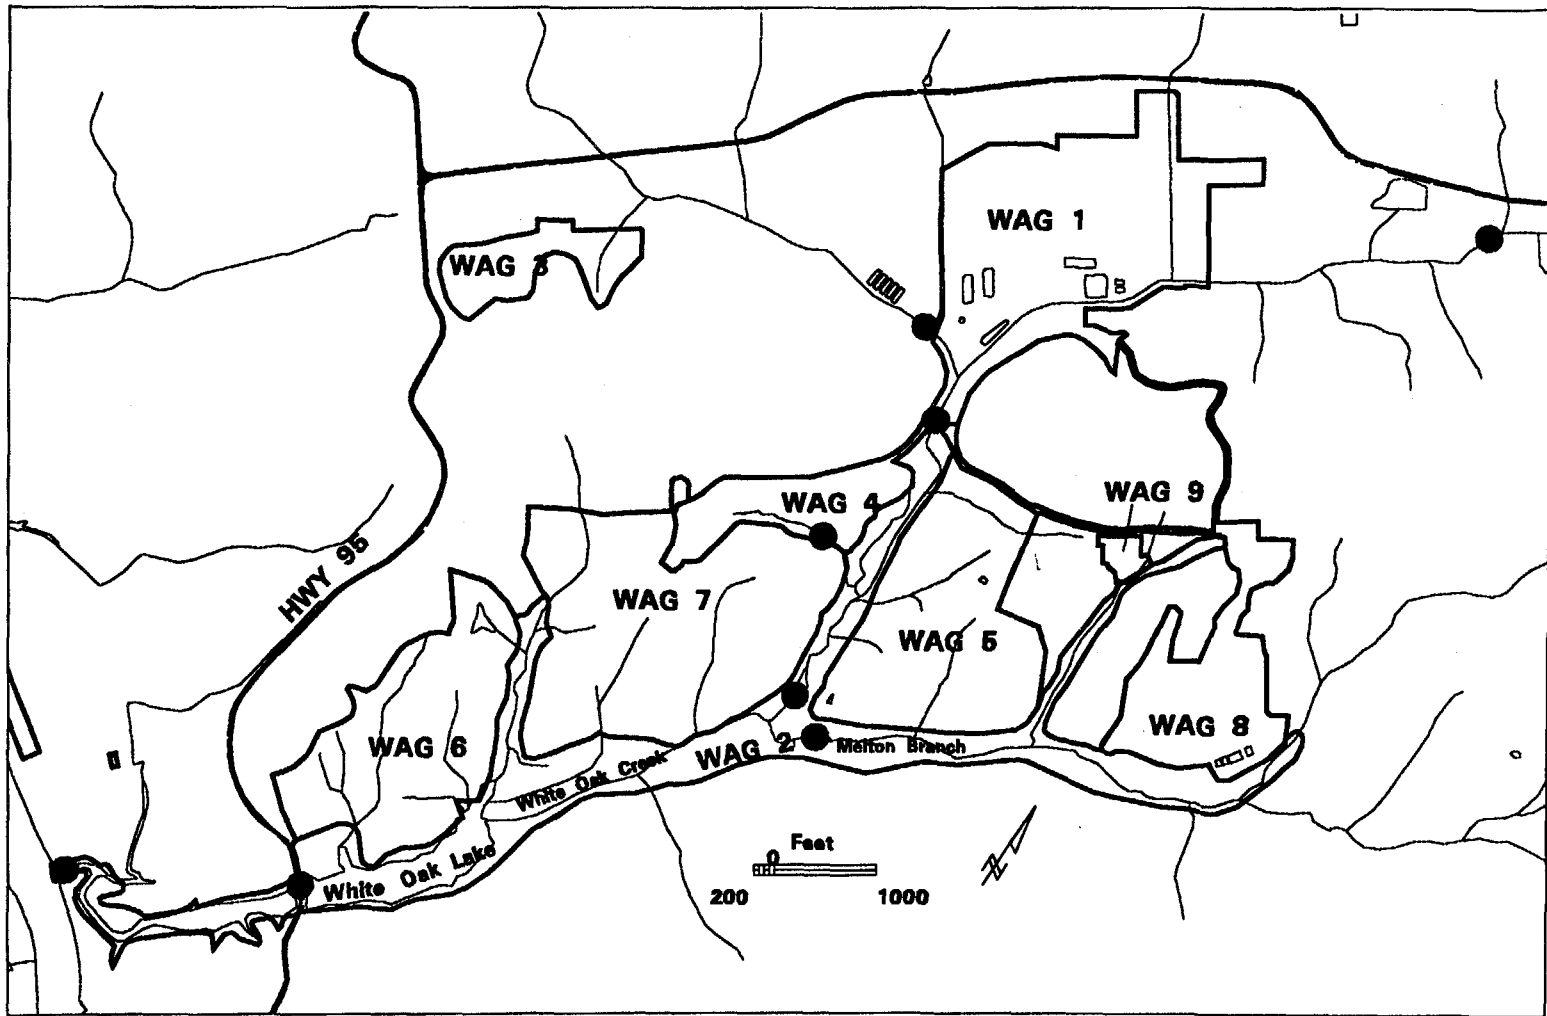 WAG 1
WAG 3
WAG 9
WAG 4
HWY 95
WAG 7
WAG 5
WAG 8
WAG 6
WAG 2
Melton Branch
White Oak Creek
Feet
0
White Oak Lake
200
1000